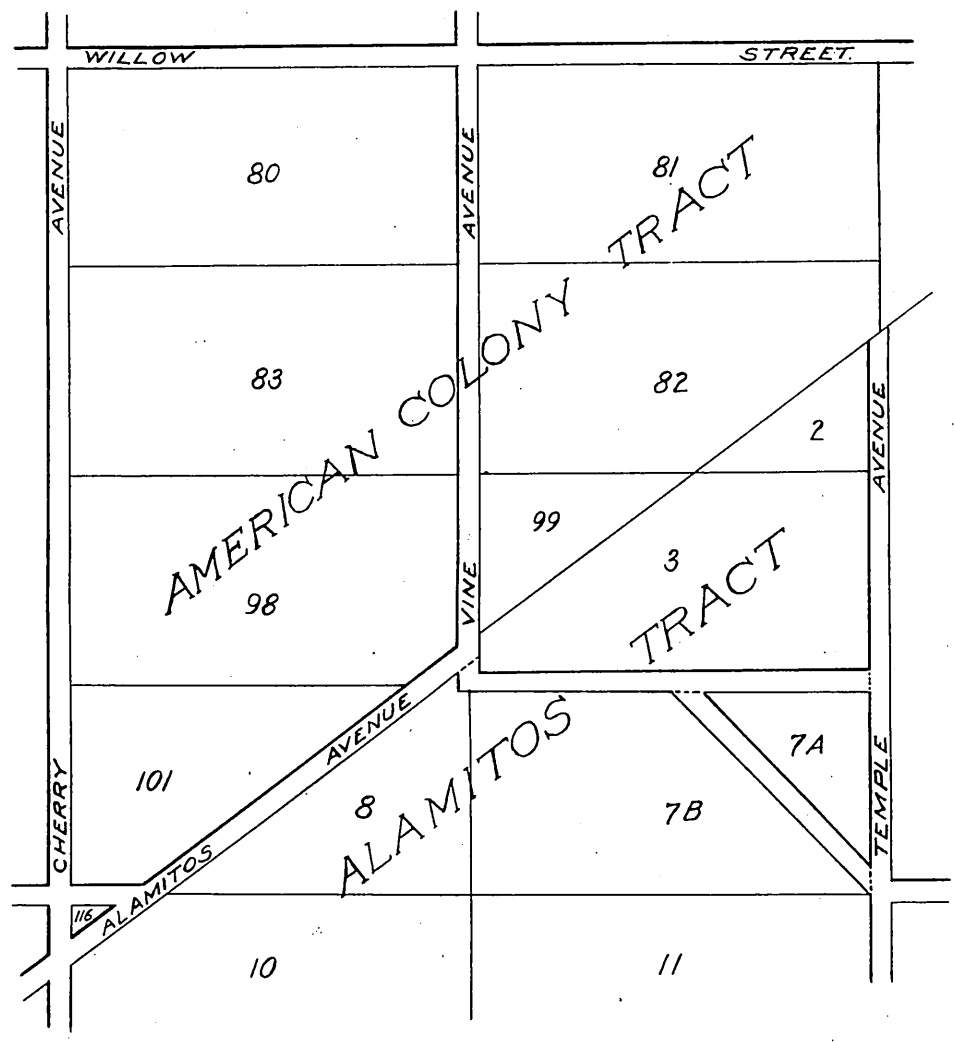 WILLOW STREET.
AVENUE
AVENUE
80
81
AMERICAN COLONY TRACT
83
82
2
AVENUE
99
98
3
VINE
ALAMITOS TRACT
101
AVENUE
8
7A
7B
CHERRY
TEMPLE
ALAMITOS
116
10
11